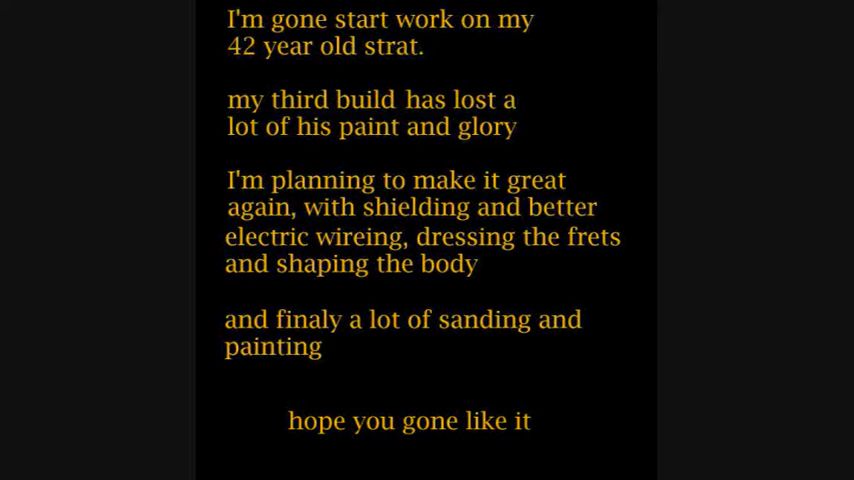 I'm gone start work on my
42 year old strat.
my third build has lost a
lot of his paint and glory
I'm planning to make it great
again, with shielding and better
electric wireing, dressing the frets
and shaping the body
and finaly a lot of sanding and
painting
hope you gone like it